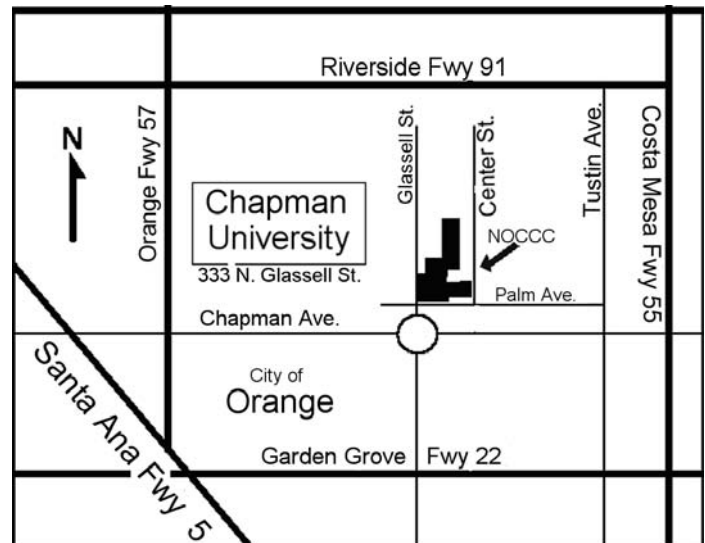 Riverside Fwy 91
N
Orange Fwy 57
Glassell St.
Center St.
Tustin Ave.
Costa Mesa Fwy 55
Chapman
University
333 N. Glassell St.
NOCCC
Palm Ave.
Chapman Ave.
City of
Orange
Santa Ana Fwy 5
Garden Grove Fwy 22